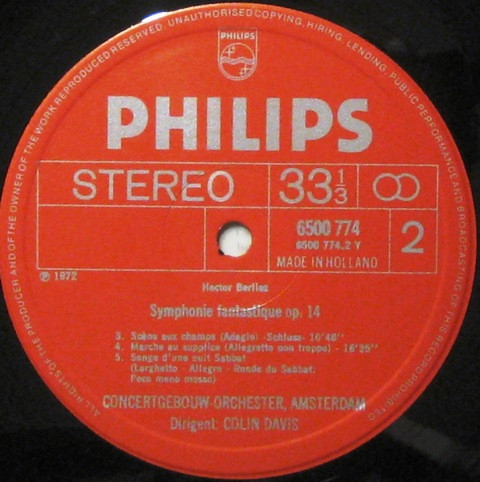 ALL RIGHTS OF THE PRODUCER AND OF THE OWNER OF THE WORK REPRODUCED RESERVED. UNAUTHORISED COPYING, HIRING, LENDING, PUBLIC PERFORMANCE AND BROADCASTING OF THIS RECORD PROHIBITED
PHILIPS
PHILIPS
STEREO 33 1/3
6500 774
6500 774.2 Y
2
MADE IN HOLLAND
℗ 1972
Hector Berlioz
Symphonie fantastique op. 14
3. Scène aux champs (Adagio) -Schluss- 16'46''
4. Marche au supplice (Allegretto non troppo) - 16'25''
5. Songe d'une nuit Sabbat
(Larghetto - Allegro - Ronde du Sabbat:
Poco meno mosso)
CONCERTGEBOUW-ORCHESTER, AMSTERDAM
Dirigent: COLIN DAVIS